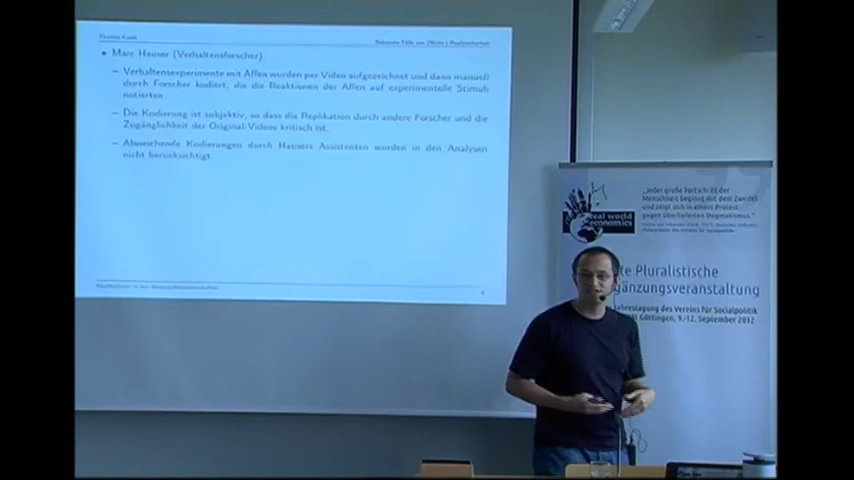 Thomas Krebs
Bekannte Fälle von (Nicht-) Replizierbarkeit
• Marc Hauser (Verhaltensforscher)
– Verhaltensexperimente mit Affen wurden per Video aufgezeichnet und dann manuell
durch Forscher kodiert, die die Reaktionen der Affen auf experimentelle Stimuli
notierten.
– Die Kodierung ist subjektiv, so dass die Replikation durch andere Forscher und die
Zugänglichkeit der Original-Videos kritisch ist.
– Abweichende Kodierungen durch Hausers Assistenten wurden in den Analysen
nicht berücksichtigt.
real world
economics
„Jeder große Fortschritt der
Menschheit beginnt mit dem Zweifel
und zeigt sich in einem Protest
gegen überlieferten Dogmatismus."
te Pluralistische
gänzungsveranstaltung
Jahrestagung des Vereins für Socialpolitik
Göttingen, 9.-12. September 2012